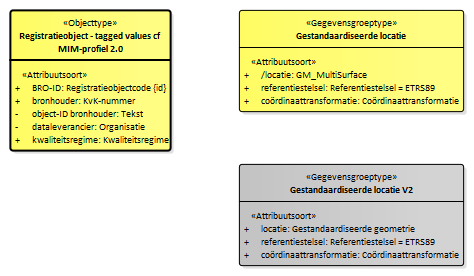 «Objecttype»
Registratieobject - tagged values cf
MIM-profiel 2.0
«Attribuutsoort»
+ BRO-ID: Registratieobjectcode {id}
+ bronhouder: KvK-nummer
- object-ID bronhouder: Tekst
- dataleverancier: Organisatie
+ kwaliteitsregime: Kwaliteitsregime
«Gegevensgroeptype»
Gestandaardiseerde locatie
«Attribuutsoort»
+ /locatie: GM_MultiSurface
+ referentiestelsel: Referentiestelsel = ETRS89
+ coördinaattransformatie: Coördinaattransformatie
«Gegevensgroeptype»
Gestandaardiseerde locatie V2
«Attribuutsoort»
+ locatie: Gestandaardiseerde geometrie
+ referentiestelsel: Referentiestelsel = ETRS89
+ coördinaattransformatie: Coördinaattransformatie